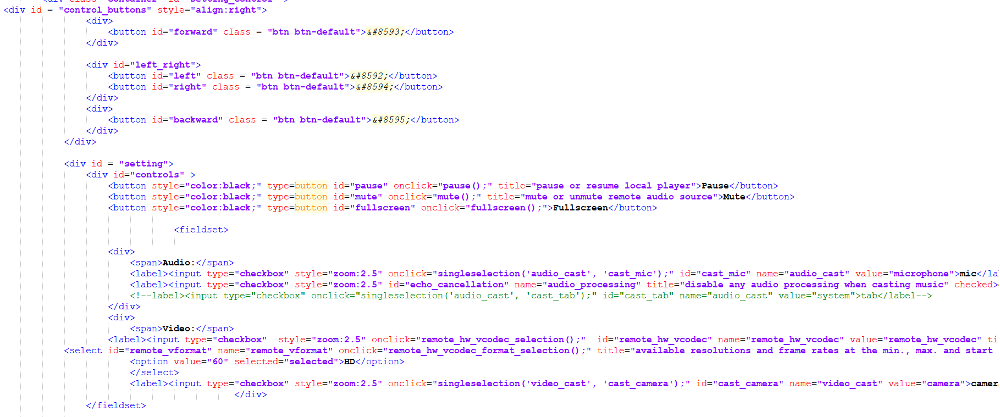 <div class="container" id="setting_control">
<div id = "control_buttons" style="align:right">
<div>
<button id="forward" class = "btn btn-default">&#8593;</button>
</div>
<div id="left_right">
<button id="left" class = "btn btn-default">&#8592;</button>
<button id="right" class = "btn btn-default">&#8594;</button>
</div>
<div>
<button id="backward" class = "btn btn-default">&#8595;</button>
</div>
</div>
<div id = "setting">
<div id="controls" >
<button style="color:black;" type=button id="pause" onclick="pause();" title="pause or resume local player">Pause</button>
<button style="color:black;" type=button id="mute" onclick="mute();" title="mute or unmute remote audio source">Mute</button>
<button style="color:black;" type=button id="fullscreen" onclick="fullscreen();">Fullscreen</button>
<fieldset>
<div>
<span>Audio:</span>
<label><input type="checkbox" style="zoom:2.5" onclick="singleselection('audio_cast', 'cast_mic');" id="cast_mic" name="audio_cast" value="microphone">mic</la
<label><input type="checkbox" style="zoom:2.5" id="echo_cancellation" name="audio_processing" title="disable any audio processing when casting music" checked>
<!--label><input type="checkbox" onclick="singleselection('audio_cast', 'cast_tab');" id="cast_tab" name="audio_cast" value="system">tab</label-->
</div>
<div>
<span>Video:</span>
<label><input type="checkbox"  style="zoom:2.5" onclick="remote_hw_vcodec_selection();"  id="remote_hw_vcodec" name="remote_hw_vcodec" value="remote_hw_vcodec" ti
<select id="remote_vformat" name="remote_vformat" onclick="remote_hw_vcodec_format_selection();" title="available resolutions and frame rates at the min., max. and start
<option value="60" selected="selected">HD</option>
</select>
<label><input type="checkbox" style="zoom:2.5" onclick="singleselection('video_cast', 'cast_camera');" id="cast_camera" name="video_cast" value="camera">camer
</div>
</fieldset>